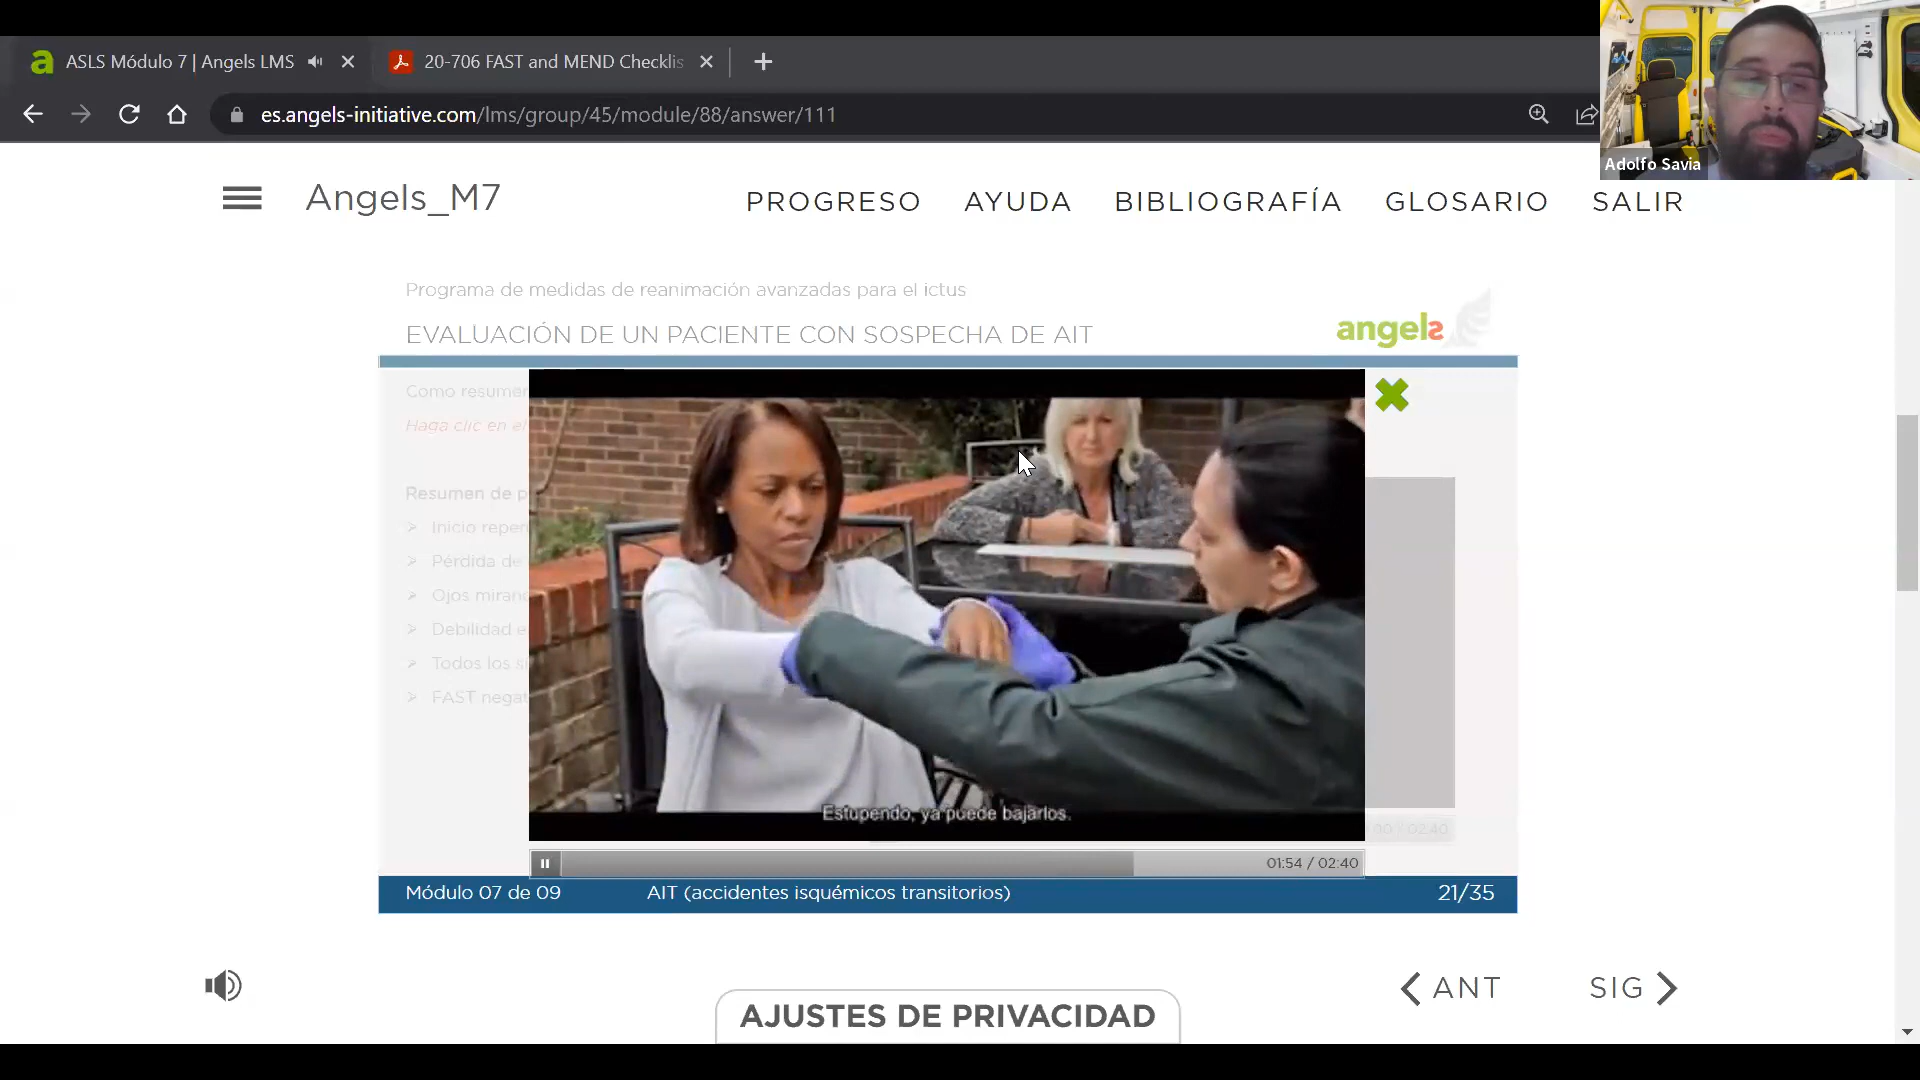 ASLS Módulo 7 | Angels LMS
20-706 FAST and MEND Checklis
es.angels-initiative.com/lms/group/45/module/88/answer/111
Adolfo Savia
Angels_M7
PROGRESO
AYUDA
BIBLIOGRAFÍA
GLOSARIO
SALIR
Programa de medidas de reanimación avanzadas para el ictus
EVALUACIÓN DE UN PACIENTE CON SOSPECHA DE AIT
angels
Como resumen
Haga clic en el
Resumen de p
Inicio repen
Pérdida de
Ojos miran
Debilidad e
Todos los s
FAST negat
Estupendo, ya puede bajarlos.
/ 02:40
01:54 / 02:40
Módulo 07 de 09
AIT (accidentes isquémicos transitorios)
21/35
ANT
SIG
AJUSTES DE PRIVACIDAD